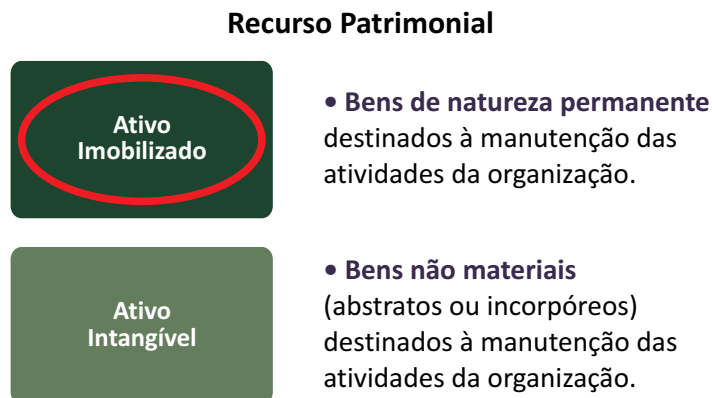 Recurso Patrimonial
Ativo
Imobilizado
• Bens de natureza permanente
destinados à manutenção das
atividades da organização.
Ativo
Intangível
• Bens não materiais
(abstratos ou incorpóreos)
destinados à manutenção das
atividades da organização.